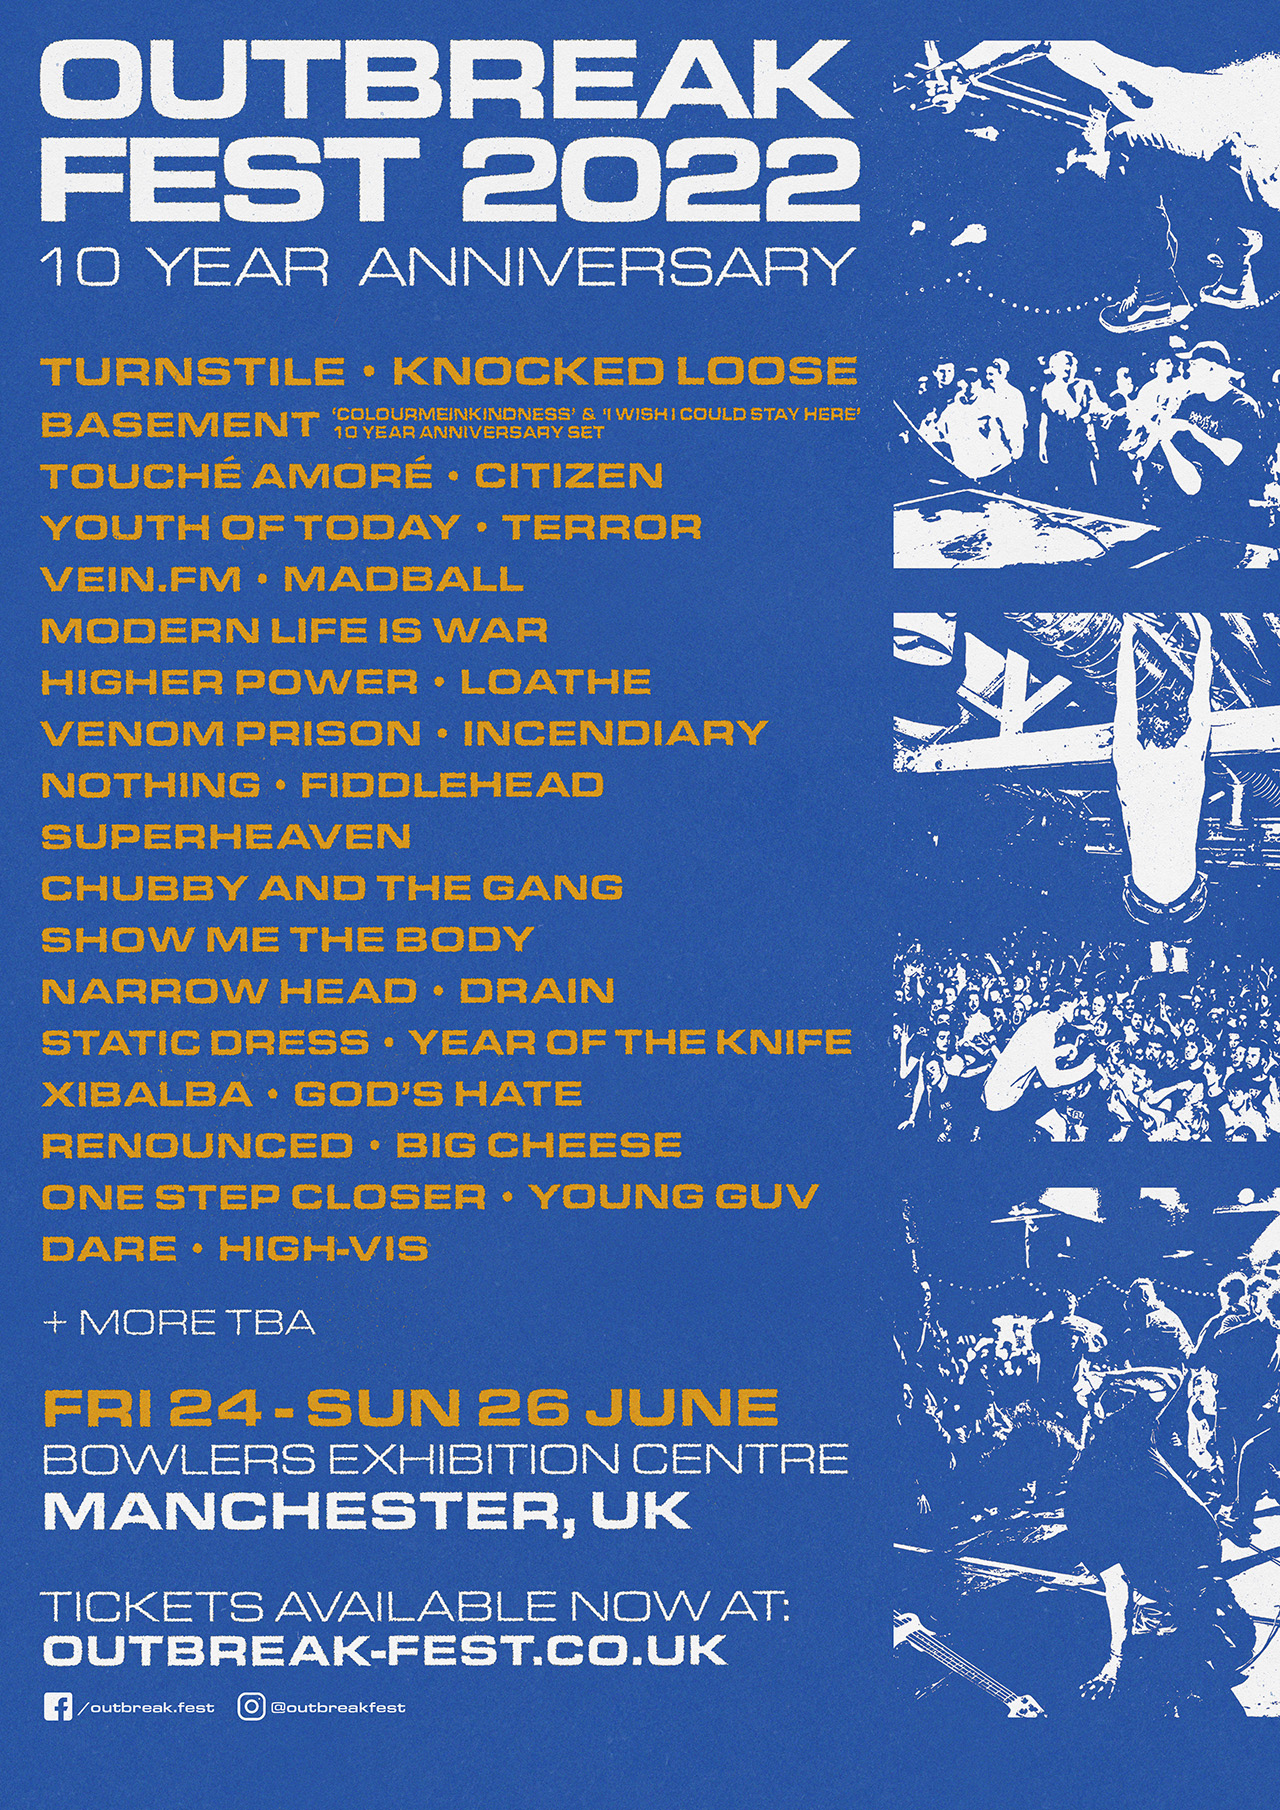 OUTBREAK
FEST 2022
10 YEAR ANNIVERSARY
TURNSTILE • KNOCKED LOOSE
BASEMENT 'COLOURMEINKINDNESS' & 'I WISH I COULD STAY HERE'
10 YEAR ANNIVERSARY SET
TOUCHÉ AMORÉ • CITIZEN
YOUTH OF TODAY • TERROR
VEIN.FM • MADBALL
MODERN LIFE IS WAR
HIGHER POWER • LOATHE
VENOM PRISON • INCENDIARY
NOTHING • FIDDLEHEAD
SUPERHEAVEN
CHUBBY AND THE GANG
SHOW ME THE BODY
NARROW HEAD • DRAIN
STATIC DRESS • YEAR OF THE KNIFE
XIBALBA • GOD'S HATE
RENOUNCED • BIG CHEESE
ONE STEP CLOSER • YOUNG GUV
DARE • HIGH-VIS
+ MORE TBA
FRI 24 - SUN 26 JUNE
BOWLERS EXHIBITION CENTRE
MANCHESTER, UK
TICKETS AVAILABLE NOW AT:
OUTBREAK-FEST.CO.UK
/outbreak.fest @outbreakfest